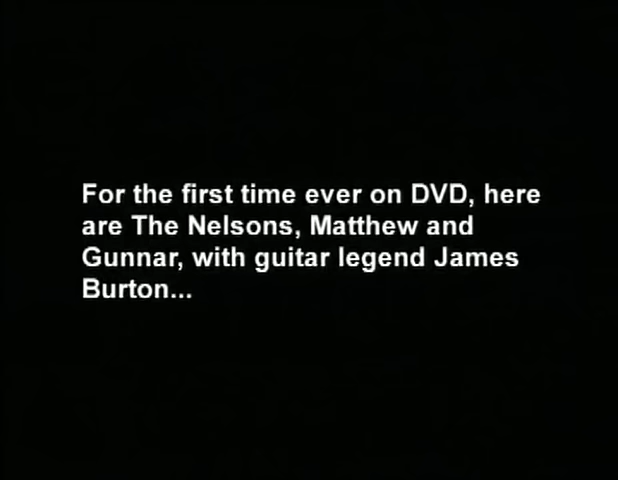 For the first time ever on DVD, here
are The Nelsons, Matthew and
Gunnar, with guitar legend James
Burton...